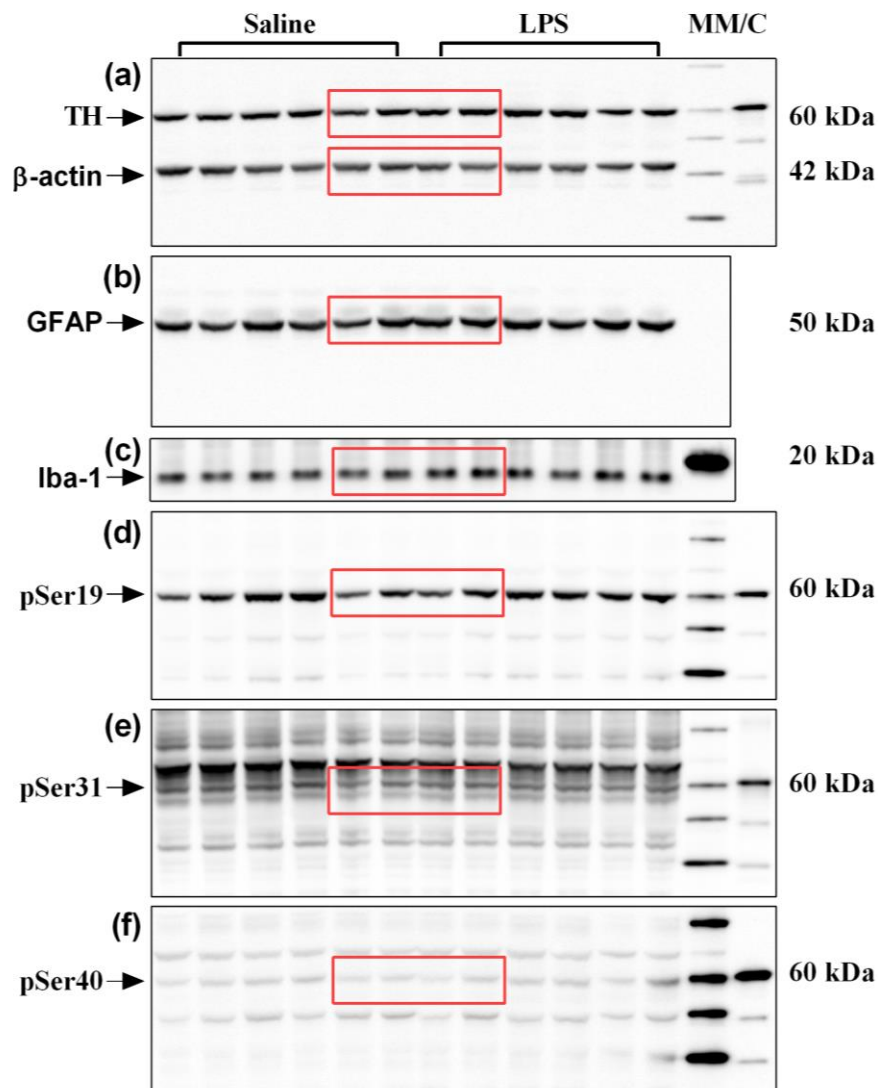 Saline LPS MM/C
(a)
TH 60 kDa
β-actin 42 kDa
(b)
GFAP 50 kDa
(c) 20 kDa
Iba-1
(d)
pSer19 60 kDa
(e)
pSer31 60 kDa
(f)
pSer40 60 kDa